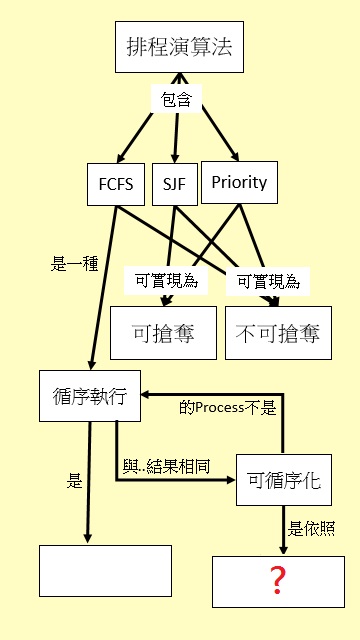 排程演算法
包含
FCFS
SJF
Priority
是一種
可實現為
可實現為
可搶奪
不可搶奪
循序執行
的Process不是
與..結果相同
是
可循序化
是依照
?